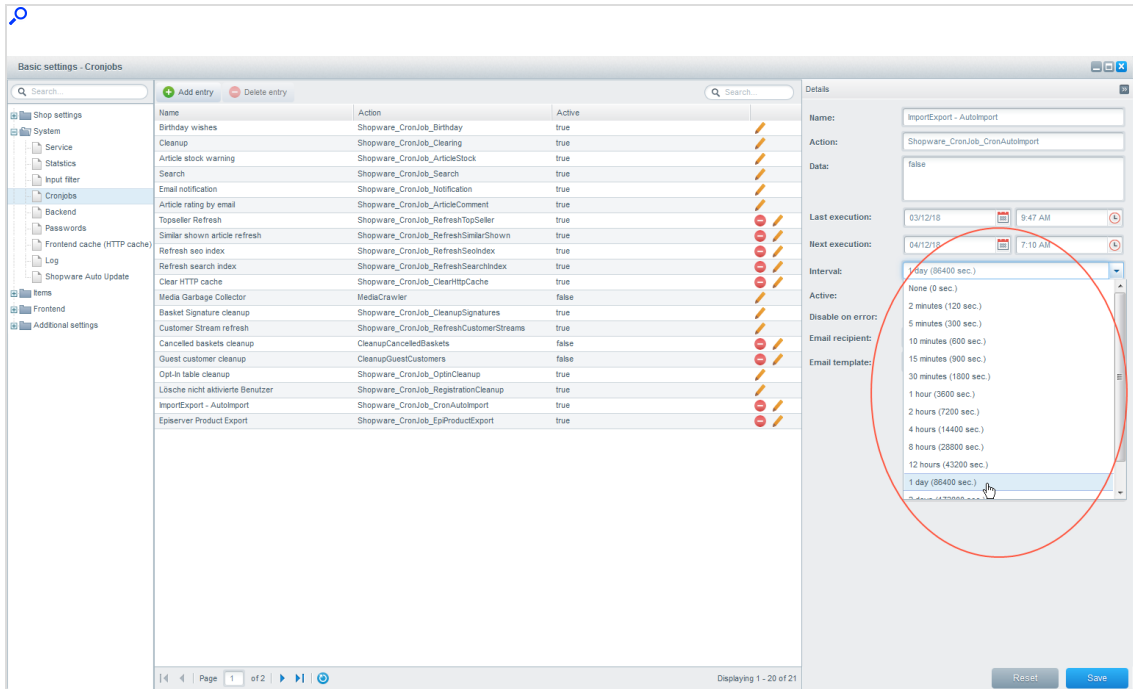 Basic settings - Cronjobs
Search...
Shop settings
System
Service
Statistics
Input filter
Cronjobs
Backend
Passwords
Frontend cache (HTTP cache)
Log
Shopware Auto Update
Items
Frontend
Additional settings
Add entry Delete entry Search...
Name Action Active
Birthday wishes Shopware_CronJob_Birthday true
Cleanup Shopware_CronJob_Clearing true
Article stock warning Shopware_CronJob_ArticleStock true
Search Shopware_CronJob_Search true
Email notification Shopware_CronJob_Notification true
Article rating by email Shopware_CronJob_ArticleComment true
Topseller Refresh Shopware_CronJob_RefreshTopSeller true
Similar shown article refresh Shopware_CronJob_RefreshSimilarShown true
Refresh seo index Shopware_CronJob_RefreshSeoIndex true
Refresh search index Shopware_CronJob_RefreshSearchIndex true
Clear HTTP cache Shopware_CronJob_ClearHttpCache true
Media Garbage Collector MediaCrawler false
Basket Signature cleanup Shopware_CronJob_CleanupSignatures true
Customer Stream refresh Shopware_CronJob_RefreshCustomerStreams true
Cancelled baskets cleanup CleanupCancelledBaskets false
Guest customer cleanup CleanupGuestCustomers false
Opt-In table cleanup Shopware_CronJob_OptinCleanup true
Lösche nicht aktivierte Benutzer Shopware_CronJob_RegistrationCleanup true
ImportExport - AutoImport Shopware_CronJob_CronAutoImport true
Episerver Product Export Shopware_CronJob_EpiProductExport true
Page 1 of 2 Displaying 1 - 20 of 21
Details
Name: ImportExport - AutoImport
Action: Shopware_CronJob_CronAutoImport
Data: false
Last execution: 03/12/18 9:47 AM
Next execution: 04/12/18 7:10 AM
Interval: 1 day (86400 sec.)
Active:
Disable on error:
Email recipient:
Email template:
None (0 sec.)
2 minutes (120 sec.)
5 minutes (300 sec.)
10 minutes (600 sec.)
15 minutes (900 sec.)
30 minutes (1800 sec.)
1 hour (3600 sec.)
2 hours (7200 sec.)
4 hours (14400 sec.)
8 hours (28800 sec.)
12 hours (43200 sec.)
1 day (86400 sec.)
Reset Save